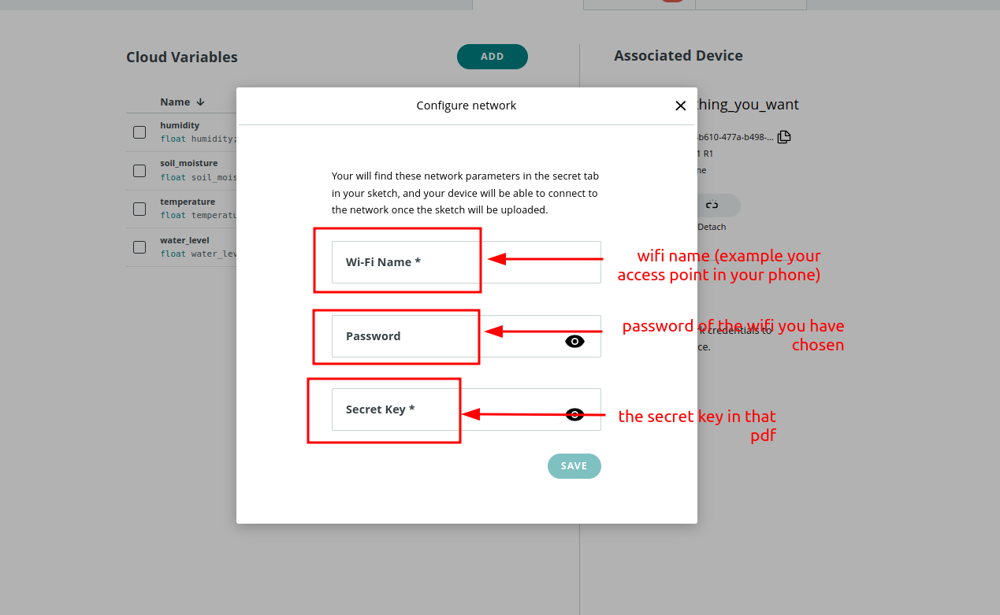 Cloud Variables
ADD
Associated Device
Name
Configure network
thing_you_want
humidity
float humidity;
-b610-477a-b498-...
1 R1
ne
soil_moisture
float soil_mois
Your will find these network parameters in the secret tab
in your sketch, and your device will be able to connect to
the network once the sketch will be uploaded.
temperature
float temperatu
Detach
water_level
float water_lev
Wi-Fi Name *
wifi name (example your
access point in your phone)
Password
password of the wifi you have
chosen
k credentials to
ce.
Secret Key *
the secret key in that
pdf
SAVE